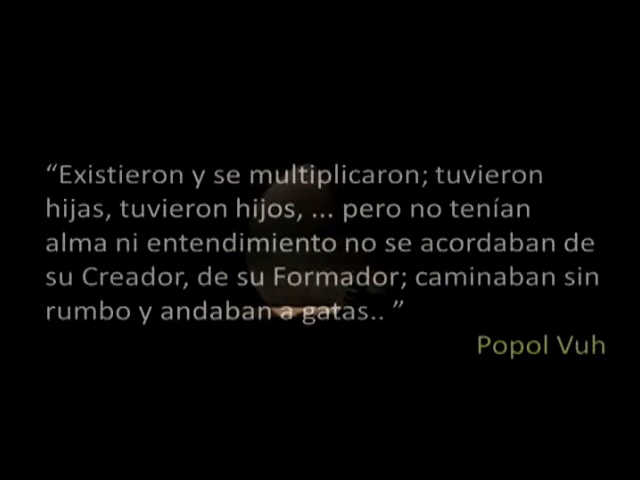 “Existieron y se multiplicaron; tuvieron
hijas, tuvieron hijos, ... pero no tenían
alma ni entendimiento no se acordaban de
su Creador, de su Formador; caminaban sin
rumbo y andaban a gatas.. ”
Popol Vuh